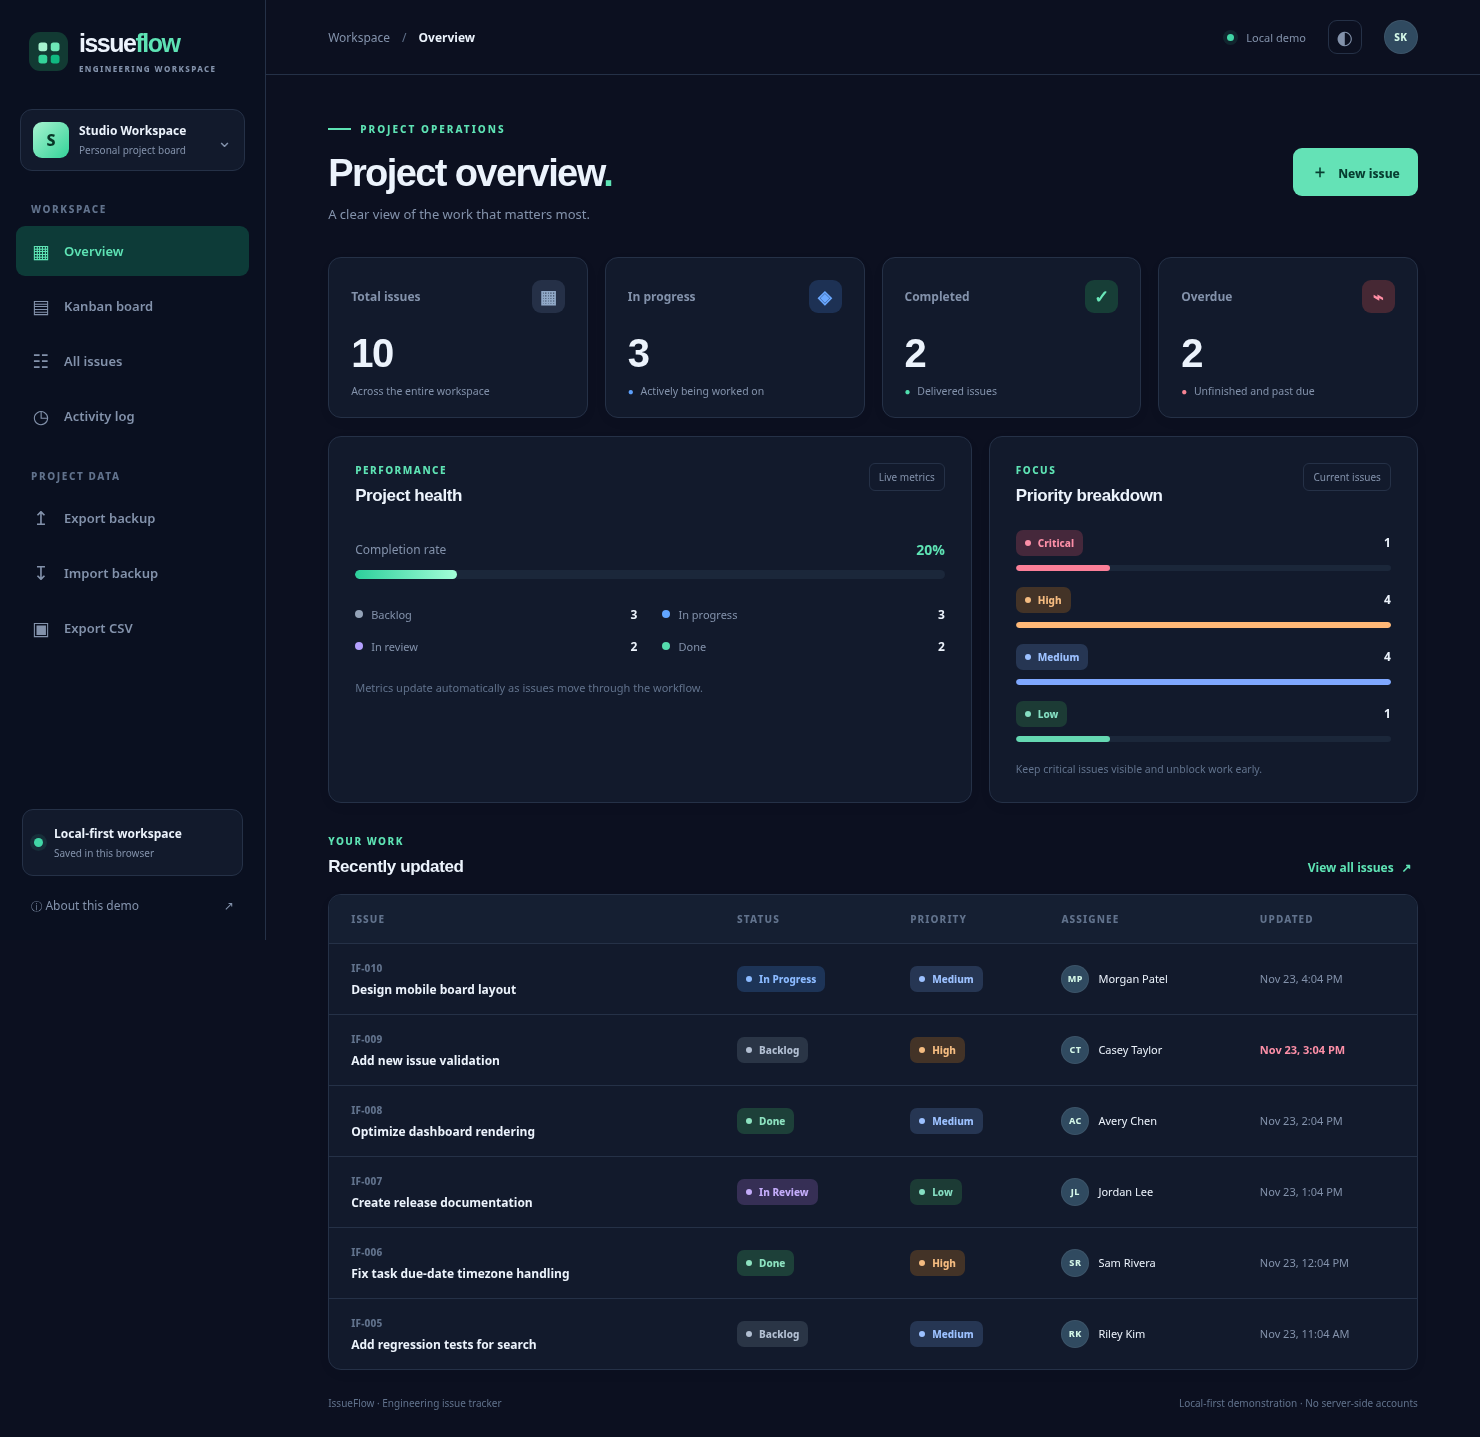 issueflow
ENGINEERING WORKSPACE
S
Studio Workspace
Personal project board
WORKSPACE
Overview
Kanban board
All issues
Activity log
PROJECT DATA
Export backup
Import backup
Export CSV
Local-first workspace
Saved in this browser
ⓘ About this demo ↗
Workspace / Overview
Local demo
SK
PROJECT OPERATIONS
Project overview.
A clear view of the work that matters most.
+ New issue
Total issues
10
Across the entire workspace
In progress
3
Actively being worked on
Completed
✓
2
Delivered issues
Overdue
2
Unfinished and past due
PERFORMANCE
Project health
Live metrics
Completion rate 20%
Backlog 3
In progress 3
In review 2
Done 2
Metrics update automatically as issues move through the workflow.
FOCUS
Priority breakdown
Current issues
Critical 1
High 4
Medium 4
Low 1
Keep critical issues visible and unblock work early.
YOUR WORK
Recently updated
View all issues ↗
ISSUE STATUS PRIORITY ASSIGNEE UPDATED
IF-010
Design mobile board layout
In Progress Medium MP Morgan Patel Nov 23, 4:04 PM
IF-009
Add new issue validation
Backlog High CT Casey Taylor Nov 23, 3:04 PM
IF-008
Optimize dashboard rendering
Done Medium AC Avery Chen Nov 23, 2:04 PM
IF-007
Create release documentation
In Review Low JL Jordan Lee Nov 23, 1:04 PM
IF-006
Fix task due-date timezone handling
Done High SR Sam Rivera Nov 23, 12:04 PM
IF-005
Add regression tests for search
Backlog Medium RK Riley Kim Nov 23, 11:04 AM
IssueFlow · Engineering issue tracker
Local-first demonstration · No server-side accounts